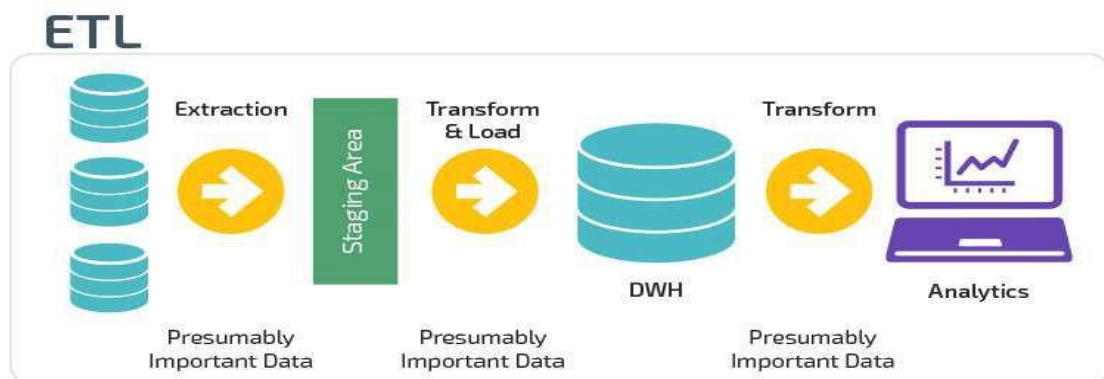 ETL
Extraction
Staging Area
Transform
& Load
Transform
DWH
Analytics
Presumably
Important Data
Presumably
Important Data
Presumably
Important Data